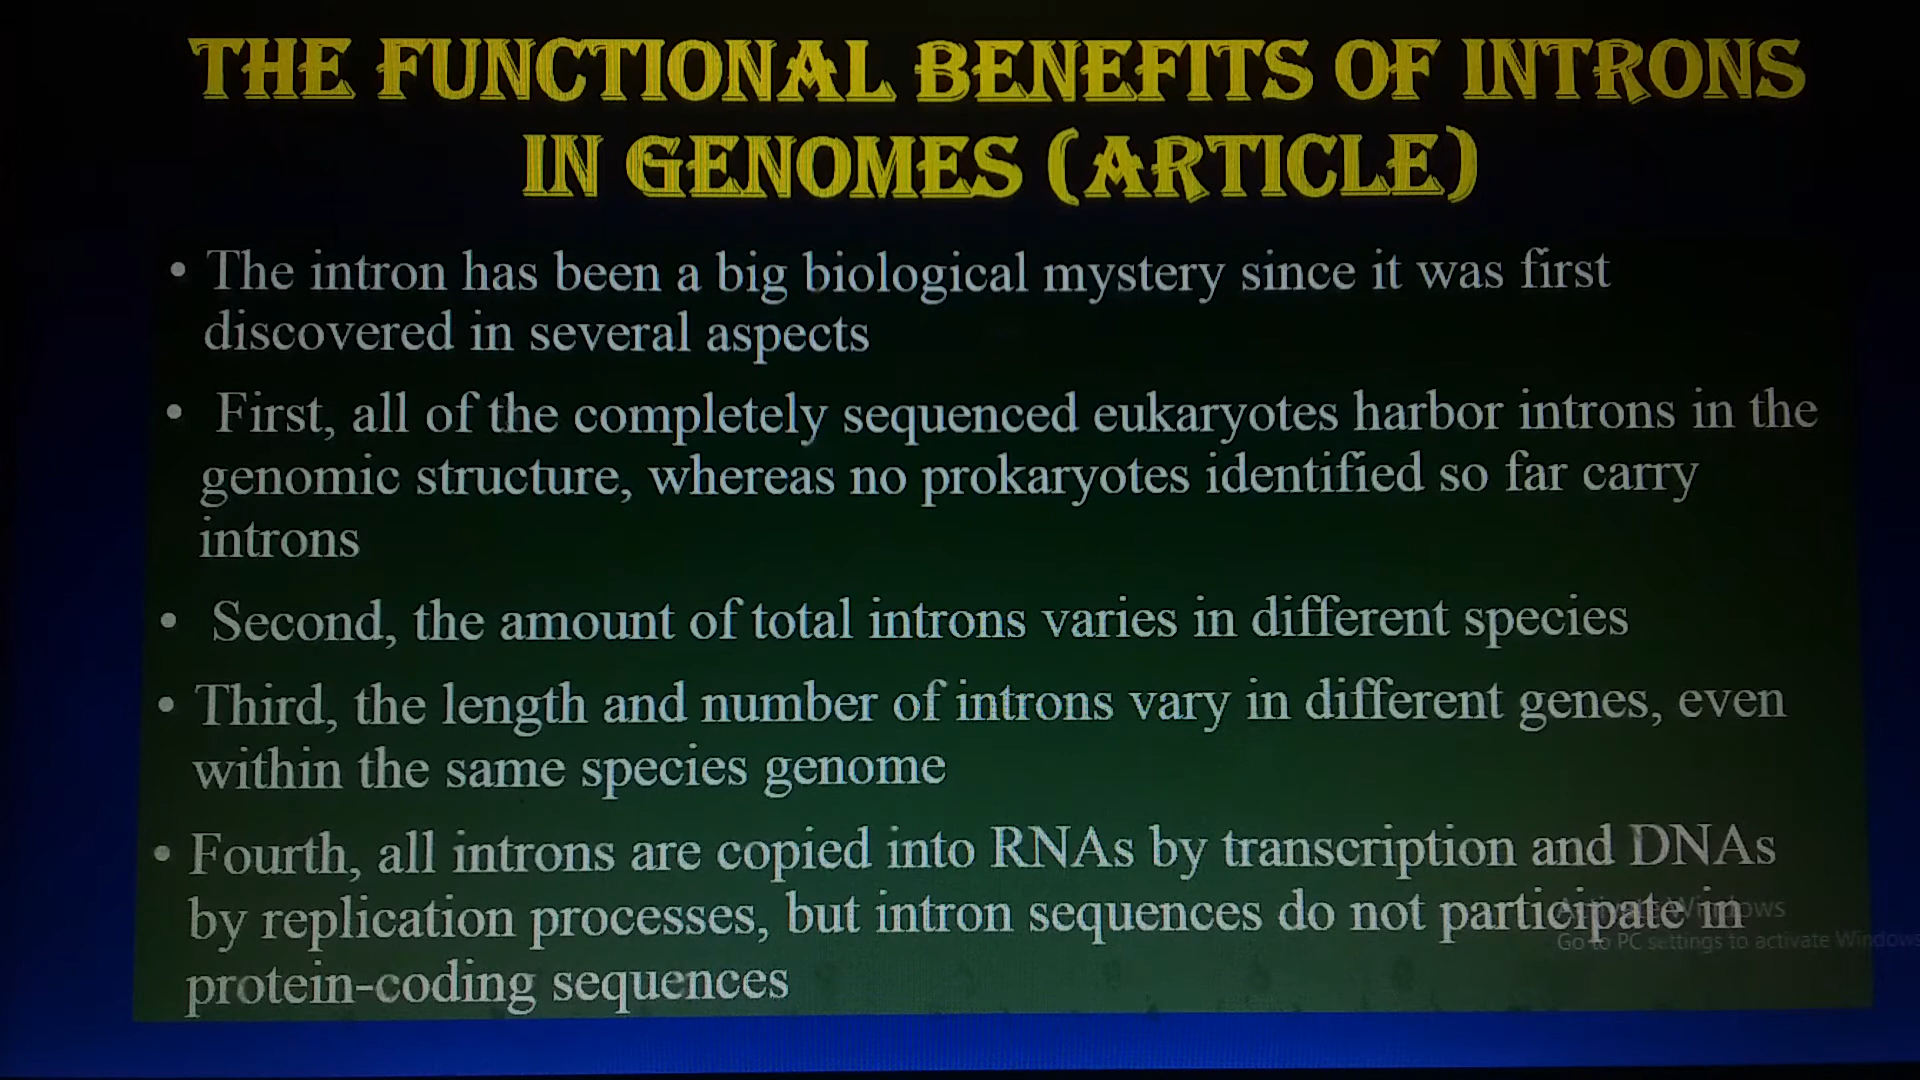 THE FUNCTIONAL BENEFITS OF INTRONS
IN GENOMES (ARTICLE)
• The intron has been a big biological mystery since it was first
discovered in several aspects
• First, all of the completely sequenced eukaryotes harbor introns in the
genomic structure, whereas no prokaryotes identified so far carry
introns
• Second, the amount of total introns varies in different species
• Third, the length and number of introns vary in different genes, even
within the same species genome
• Fourth, all introns are copied into RNAs by transcription and DNAs
by replication processes, but intron sequences do not participate in
protein-coding sequences
Activate Windows
Go to PC settings to activate Windows